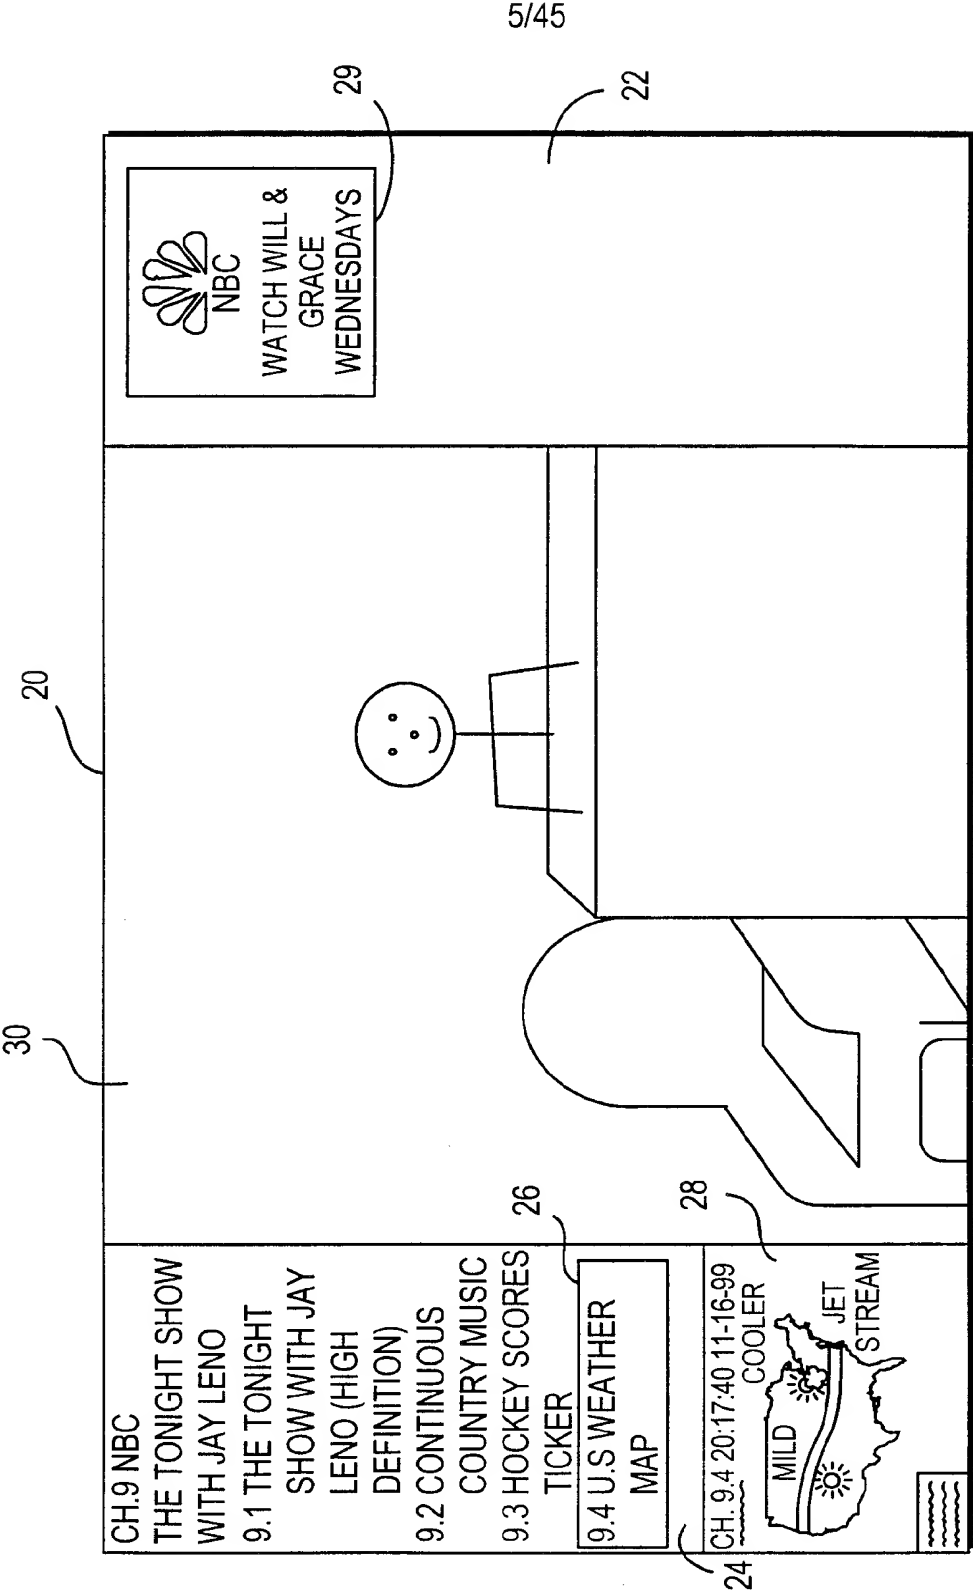 5/45
20
30
22
29
CH.9 NBC
THE TONIGHT SHOW
WITH JAY LENO
9.1 THE TONIGHT
SHOW WITH JAY
LENO (HIGH
DEFINITION)
9.2 CONTINUOUS
COUNTRY MUSIC
9.3 HOCKEY SCORES
TICKER
9.4 U.S WEATHER
MAP
26
24
CH. 9.4 20:17:40 11-16-99
COOLER
MILD
JET
STREAM
28
NBC
WATCH WILL &
GRACE
WEDNESDAYS